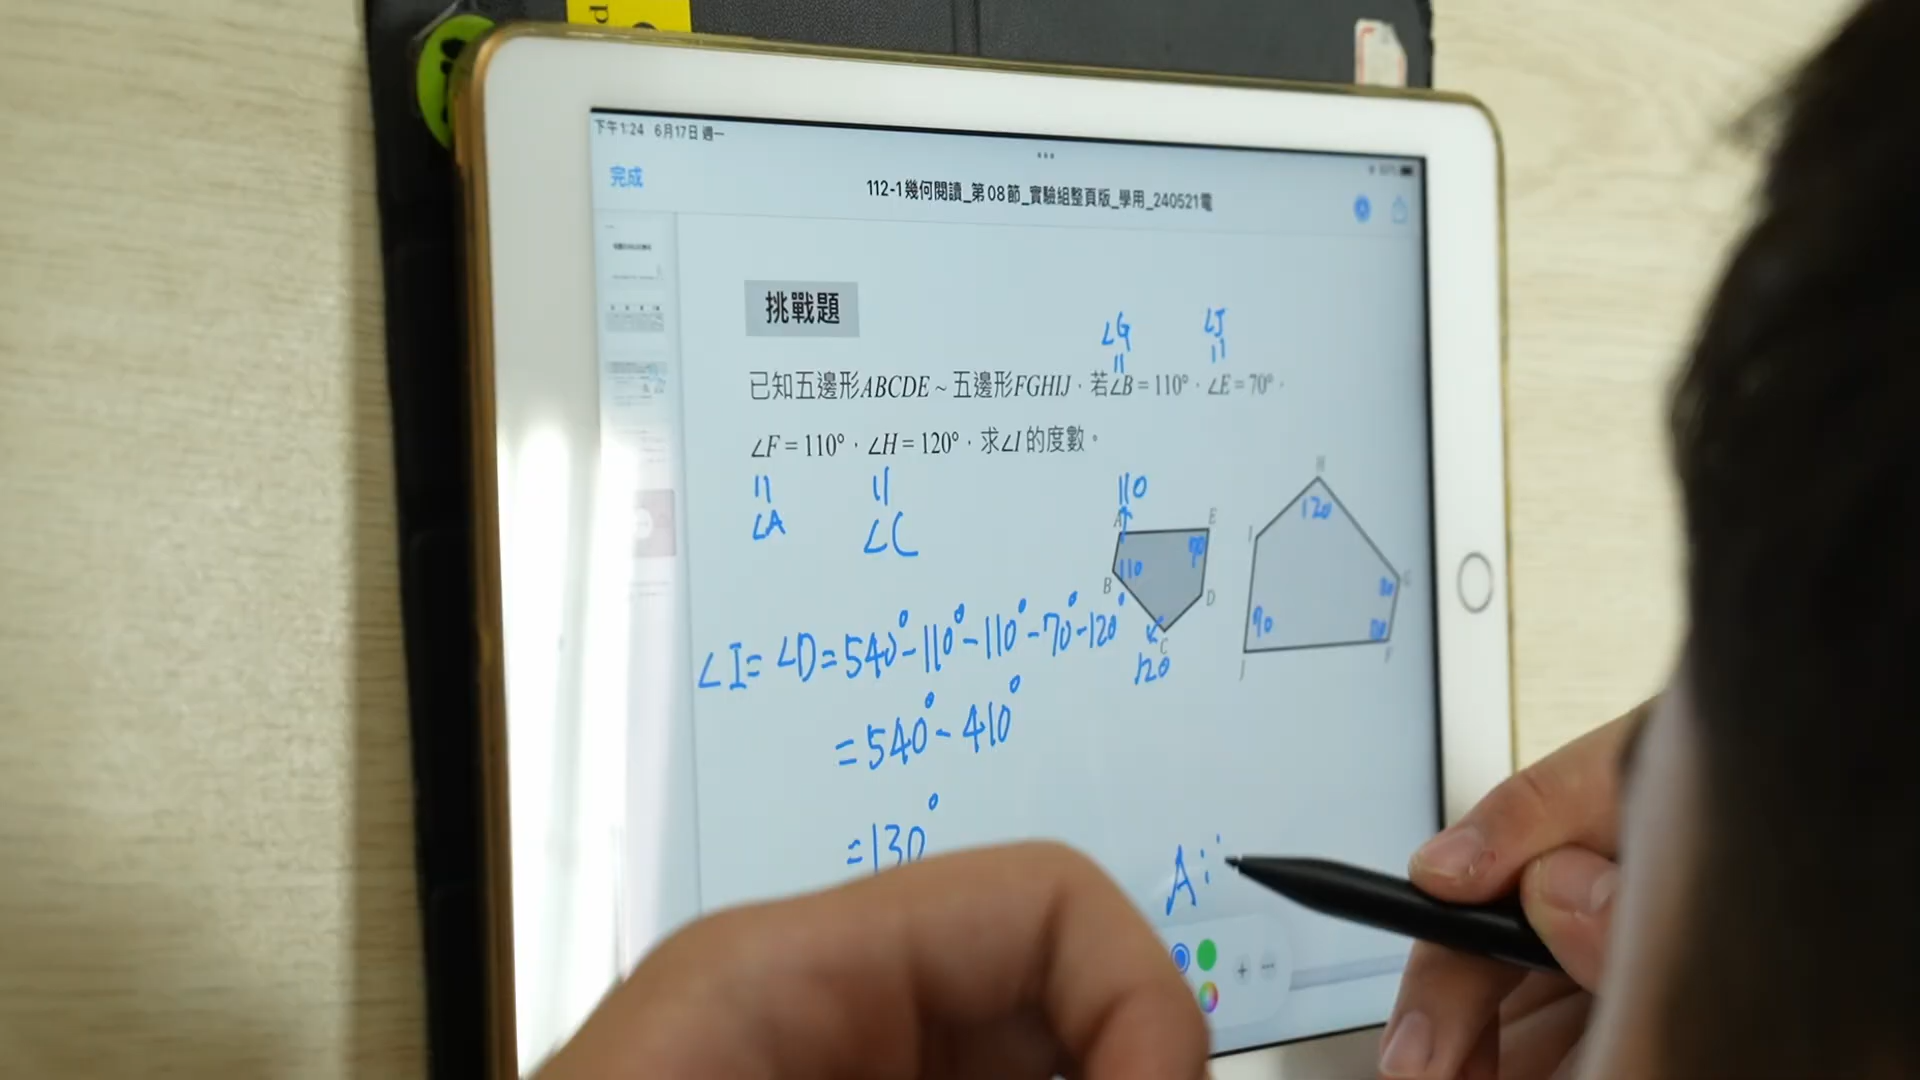 下午1:24 6月17日 週一
完成
112-1幾何閱讀_第08節_實驗組整頁版_學用_240521電
挑戰題
∠G ∠J
= =
已知五邊形ABCDE ~ 五邊形FGHIJ，若∠B = 110°，∠E = 70°，
∠F = 110°，∠H = 120°，求∠I 的度數。
= =
∠A ∠C
110
A E
110 70
B D
C
120
H
120
I
G
70
J F
∠I = ∠D = 540° - 110° - 110° - 70° - 120°
= 540° - 410°
= 130°
A: